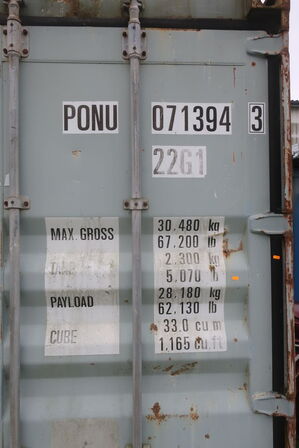 PONU 071394 3
22G1
MAX. GROSS 30.480 kg
67.200 lb
TARE 2.300 kg
5.070 lb
PAYLOAD 28.180 kg
62.130 lb
CUBE 33.0 cu m
1.165 cu.ft